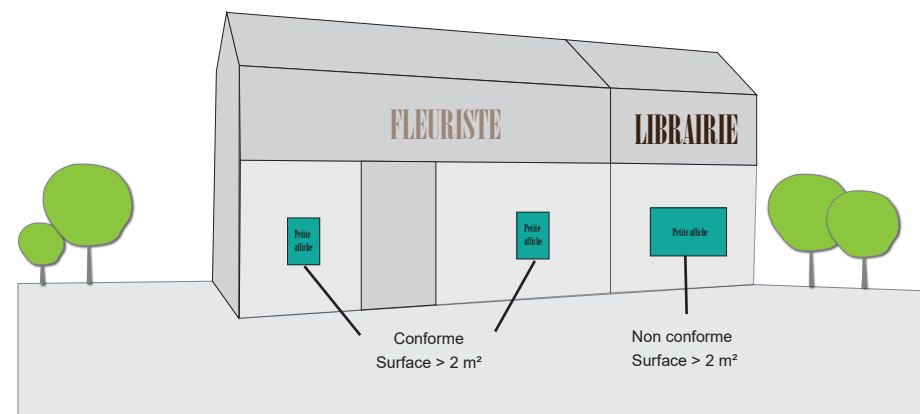 FLEURISTE
LIBRAIRIE
Petite
affiche
Petite
affiche
Petite affiche
Conforme
Surface > 2 m²
Non conforme
Surface > 2 m²